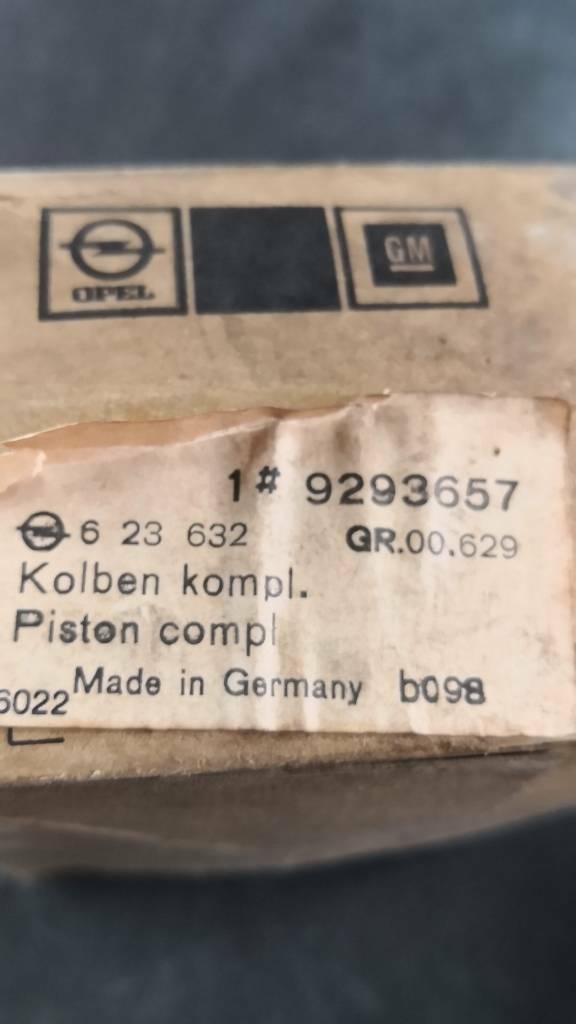 OPEL
GM
1# 9293657
6 23 632 GR.00.629
Kolben kompl.
Piston compl
6022 Made in Germany b098